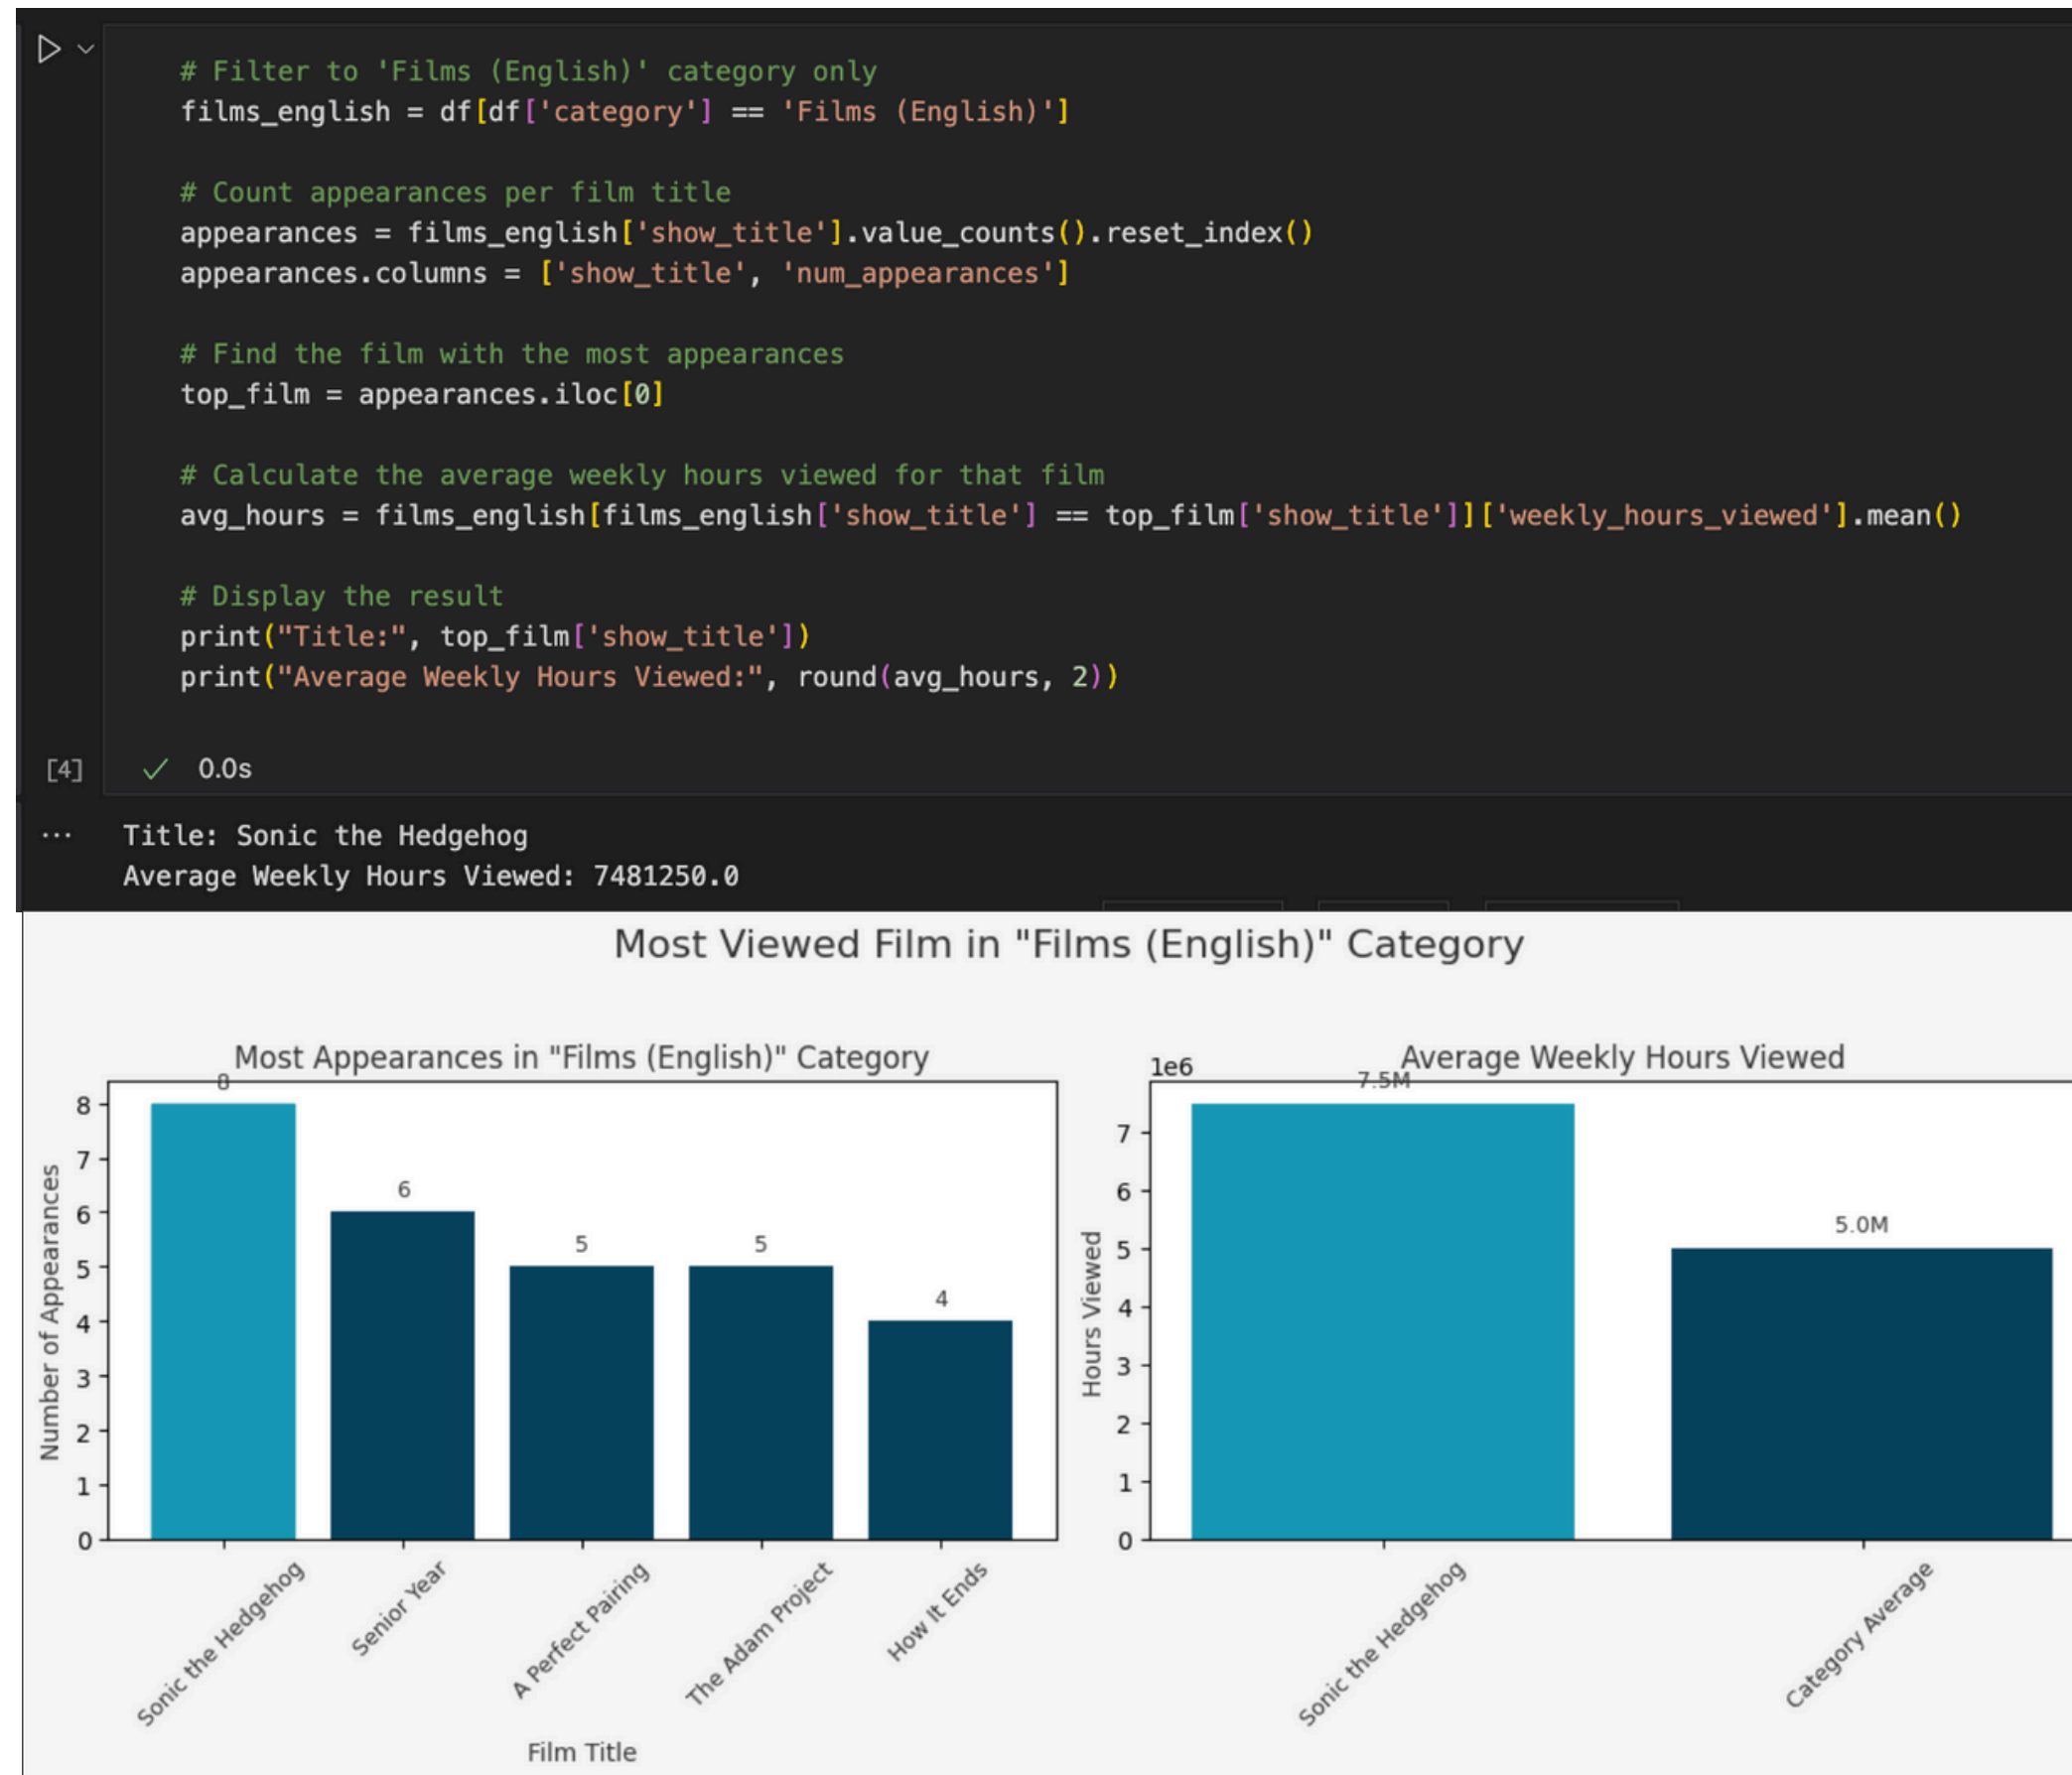 # Filter to 'Films (English)' category only
films_english = df[df['category'] == 'Films (English)']
# Count appearances per film title
appearances = films_english['show_title'].value_counts().reset_index()
appearances.columns = ['show_title', 'num_appearances']
# Find the film with the most appearances
top_film = appearances.iloc[0]
# Calculate the average weekly hours viewed for that film
avg_hours = films_english[films_english['show_title'] == top_film['show_title']]['weekly_hours_viewed'].mean()
# Display the result
print("Title:", top_film['show_title'])
print("Average Weekly Hours Viewed:", round(avg_hours, 2))
[4]
0.0s
... Title: Sonic the Hedgehog
Average Weekly Hours Viewed: 7481250.0
Most Viewed Film in "Films (English)" Category
Most Appearances in "Films (English)" Category
8
6
5
5
4
8
7
6
5
4
3
2
1
0
Number of Appearances
Sonic the Hedgehog
Senior Year
A Perfect Pairing
The Adam Project
How It Ends
Film Title
Average Weekly Hours Viewed
1e6
7.5M
5.0M
7
6
5
4
3
2
1
0
Hours Viewed
Sonic the Hedgehog
Category Average